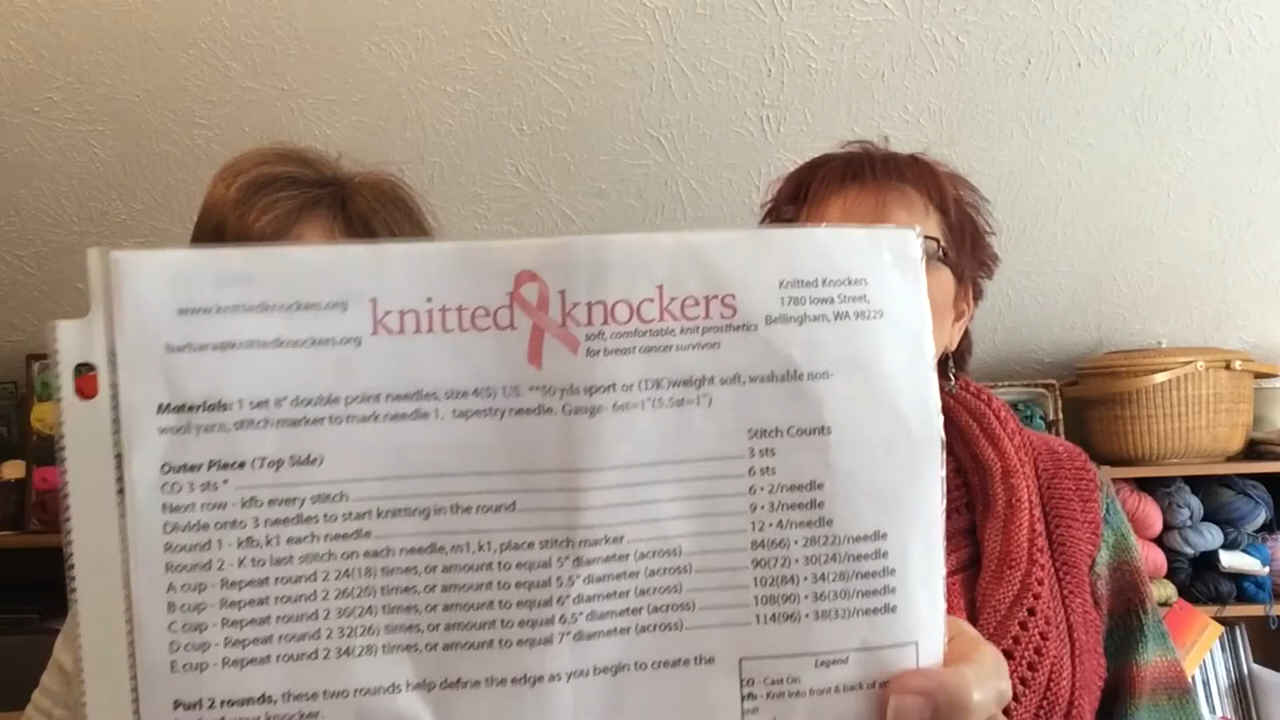 www.knittedknockers.org
barbara@knittedknockers.org
knitted knockers
soft, comfortable, knit prosthetics
for breast cancer survivors
Knitted Knockers
1780 Iowa Street,
Bellingham, WA 98229
Materials: 1 set 8" double point needles, size 4(5) US. **50 yds sport or (DK)weight soft, washable non-
wool yarn, stitch marker to mark needle 1, tapestry needle. Gauge- 6st=1"(5.5st=1")
Stitch Counts
Outer Piece (Top Side)
CO 3 sts * 3 sts
Next row - kfb every stitch 6 sts
Divide onto 3 needles to start knitting in the round 6 • 2/needle
Round 1 - kfb, k1 each needle 9 • 3/needle
Round 2 - K to last stitch on each needle, m1, k1, place stitch marker 12 • 4/needle
A cup - Repeat round 2 24(18) times, or amount to equal 5" diameter (across) 84(66) • 28(22)/needle
B cup - Repeat round 2 26(20) times, or amount to equal 5.5" diameter (across) 90(72) • 30(24)/needle
C cup - Repeat round 2 30(24) times, or amount to equal 6" diameter (across) 102(84) • 34(28)/needle
D cup - Repeat round 2 32(26) times, or amount to equal 6.5" diameter (across) 108(90) • 36(30)/needle
E cup - Repeat round 2 34(28) times, or amount to equal 7" diameter (across) 114(96) • 38(32)/needle
Purl 2 rounds, these two rounds help define the edge as you begin to create the
knocker.
Legend
CO - Cast On
kfb - Knit into front & back of